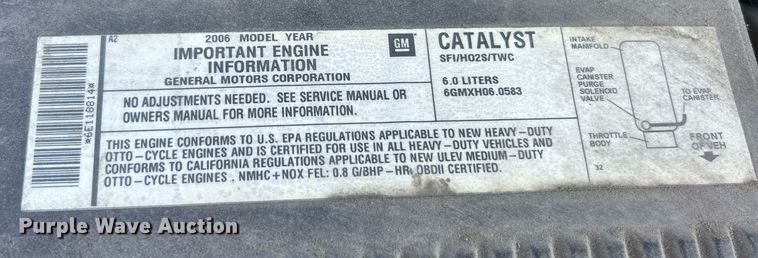 A2
2006 MODEL YEAR
IMPORTANT ENGINE
INFORMATION
GENERAL MOTORS CORPORATION
GM
CATALYST
SFI/HO2S/TWC
6.0 LITERS
6GMXH06.0583
NO ADJUSTMENTS NEEDED. SEE SERVICE MANUAL OR
OWNERS MANUAL FOR MORE INFORMATION.
THIS ENGINE CONFORMS TO U.S. EPA REGULATIONS APPLICABLE TO NEW HEAVY-DUTY
OTTO-CYCLE ENGINES AND IS CERTIFIED FOR USE IN ALL HEAVY-DUTY VEHICLES AND
CONFORMS TO CALIFORNIA REGULATIONS APPLICABLE TO NEW ULEV MEDIUM-DUTY
OTTO-CYCLE ENGINES. NMHC+NOX FEL: 0.8 G/BHP-HR, OBDII CERTIFIED.
INTAKE
MANIFOLD
EVAP
CANISTER
PURGE
SOLENOID
VALVE
TO EVAP
CANISTER
THROTTLE
BODY
FRONT
OF VEH
32
*6E118814*
Purple Wave Auction